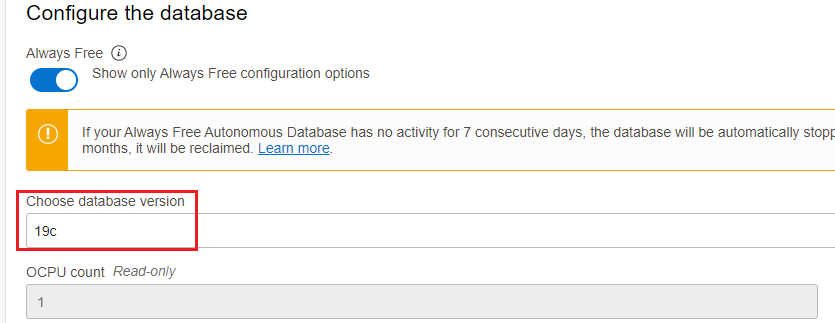 Configure the database
Always Free
Show only Always Free configuration options
If your Always Free Autonomous Database has no activity for 7 consecutive days, the database will be automatically
months, it will be reclaimed. Learn more.
Choose database version
19c
OCPU count Read-only
1